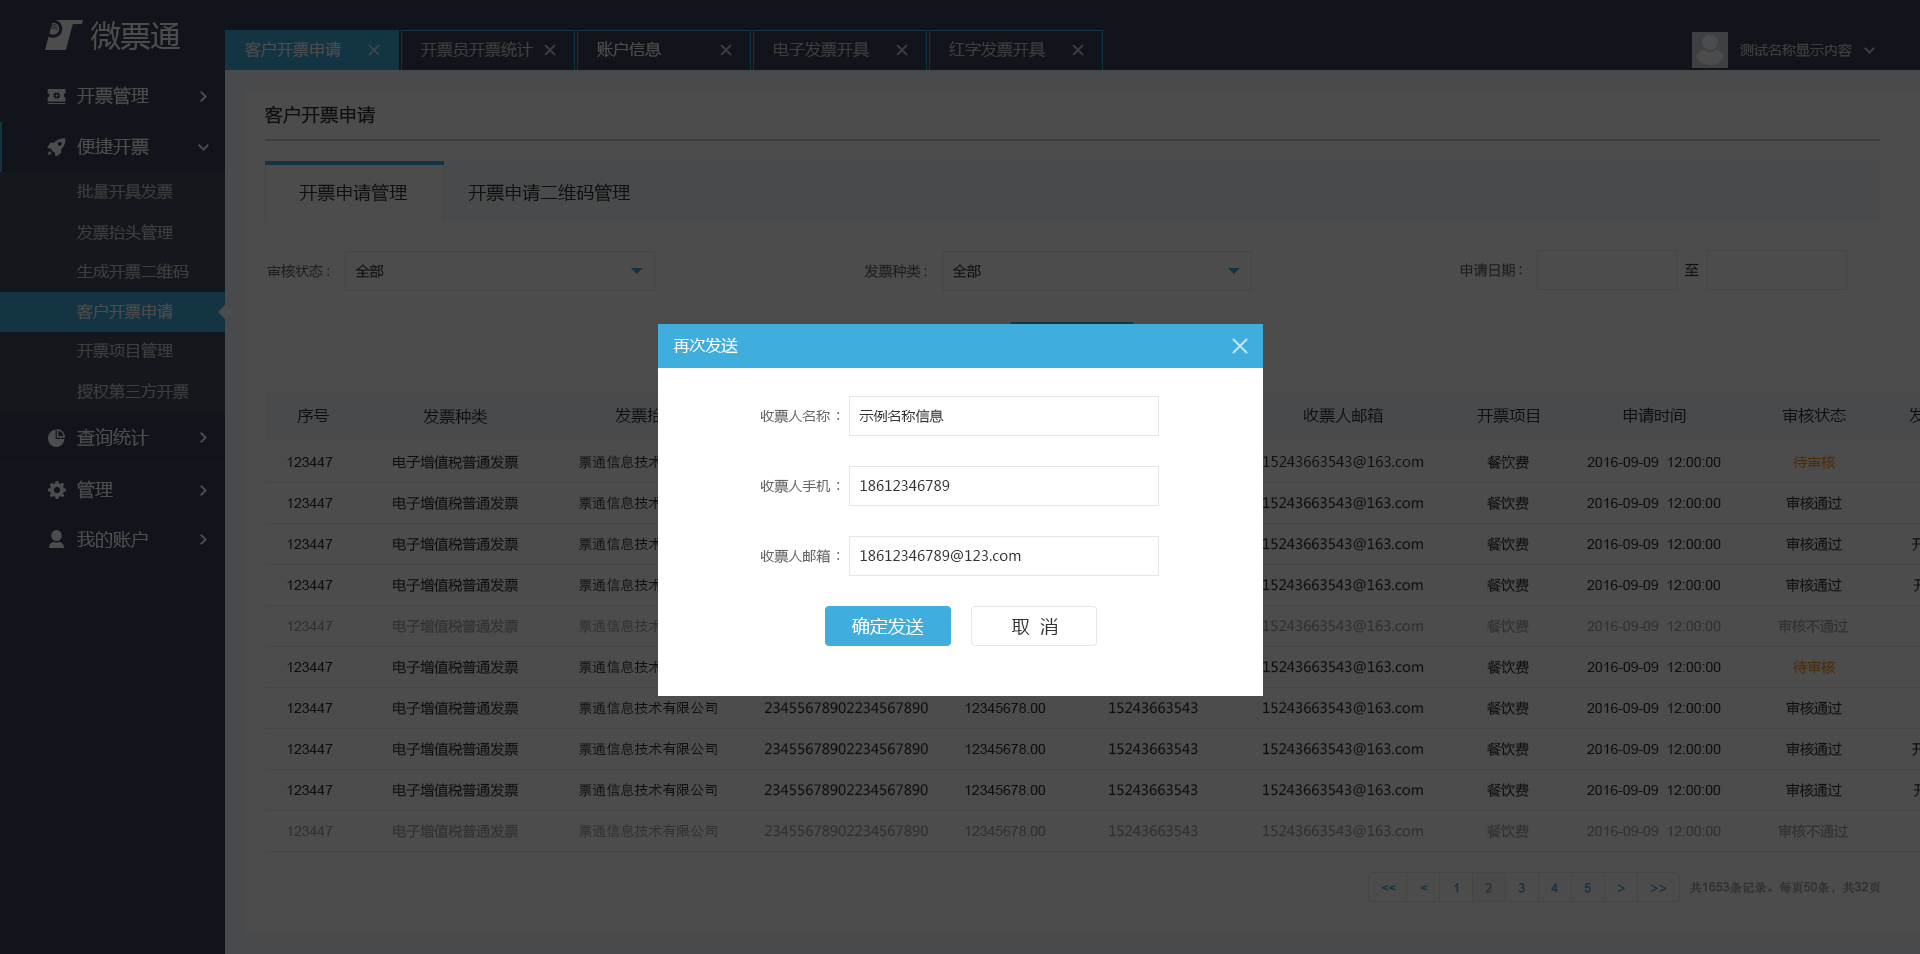 微票通
客户开票申请 开票员开票统计 账户信息 电子发票开具 红字发票开具 测试名称显示内容
开票管理
便捷开票
批量开具发票
发票抬头管理
生成开票二维码
客户开票申请
开票项目管理
授权第三方开票
查询统计
管理
我的账户
客户开票申请
开票申请管理 开票申请二维码管理
审核状态： 全部 发票种类： 全部 申请日期： 至
再次发送
收票人名称： 示例名称信息
收票人手机： 18612346789
收票人邮箱： 18612346789@123.com
确定发送 取 消
序号 发票种类 发票抬 收票人邮箱 开票项目 申请时间 审核状态
123447 电子增值税普通发票 票通信息技术 15243663543@163.com 餐饮费 2016-09-09 12:00:00 待审核
123447 电子增值税普通发票 票通信息技术 15243663543@163.com 餐饮费 2016-09-09 12:00:00 审核通过
123447 电子增值税普通发票 票通信息技术 15243663543@163.com 餐饮费 2016-09-09 12:00:00 审核通过
123447 电子增值税普通发票 票通信息技术 15243663543@163.com 餐饮费 2016-09-09 12:00:00 审核通过
123447 电子增值税普通发票 票通信息技术 15243663543@163.com 餐饮费 2016-09-09 12:00:00 审核不通过
123447 电子增值税普通发票 票通信息技术 15243663543@163.com 餐饮费 2016-09-09 12:00:00 待审核
123447 电子增值税普通发票 票通信息技术有限公司 23455678902234567890 12345678.00 15243663543 15243663543@163.com 餐饮费 2016-09-09 12:00:00 审核通过
123447 电子增值税普通发票 票通信息技术有限公司 23455678902234567890 12345678.00 15243663543 15243663543@163.com 餐饮费 2016-09-09 12:00:00 审核通过
123447 电子增值税普通发票 票通信息技术有限公司 23455678902234567890 12345678.00 15243663543 15243663543@163.com 餐饮费 2016-09-09 12:00:00 审核通过
123447 电子增值税普通发票 票通信息技术有限公司 23455678902234567890 12345678.00 15243663543 15243663543@163.com 餐饮费 2016-09-09 12:00:00 审核不通过
<< < 1 2 3 4 5 > >> 共1653条记录。每页50条，共32页